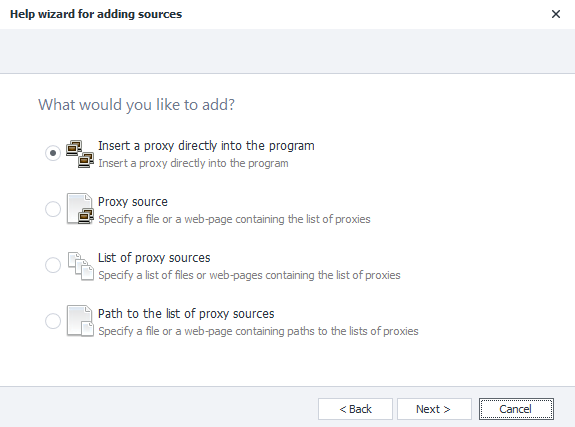 Help wizard for adding sources
What would you like to add?
Insert a proxy directly into the program
Insert a proxy directly into the program
Proxy source
Specify a file or a web-page containing the list of proxies
List of proxy sources
Specify a list of files or web-pages containing the list of proxies
Path to the list of proxy sources
Specify a file or a web-page containing paths to the lists of proxies
< Back Next > Cancel